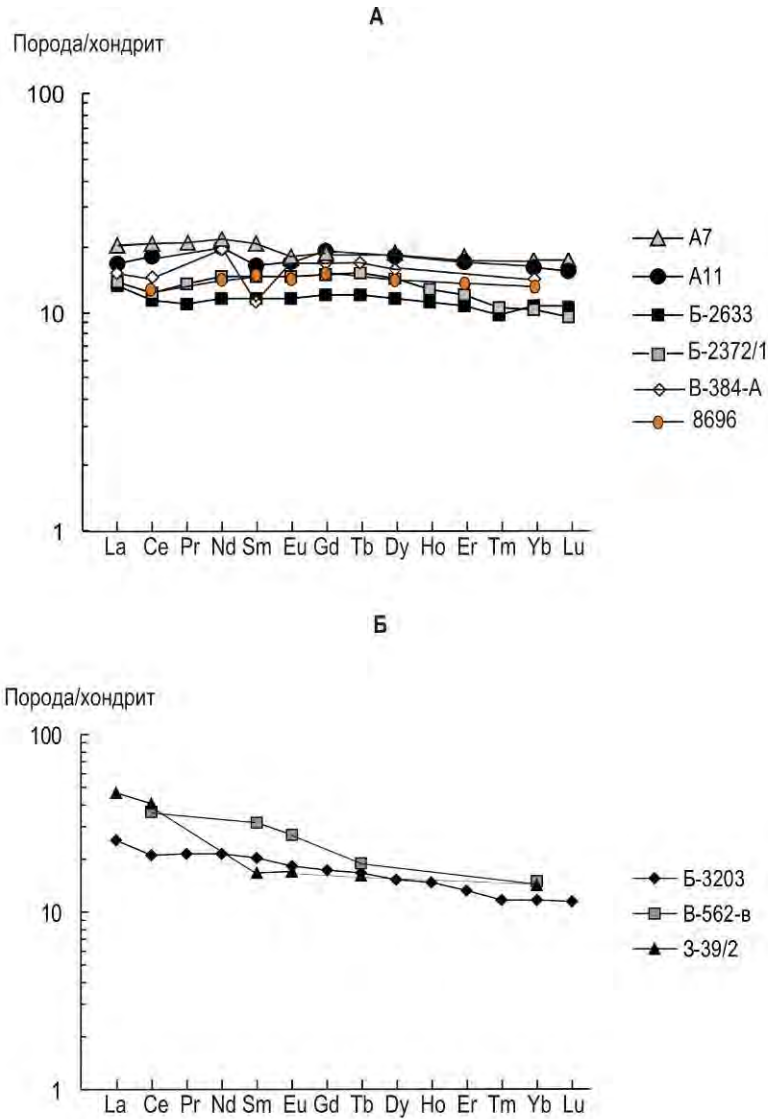 А
Порода/хондрит
100
10
1
La Ce Pr Nd Sm Eu Gd Tb Dy Ho Er Tm Yb Lu
А7
А11
Б-2633
Б-2372/1
В-384-А
8696
Б
Порода/хондрит
100
10
1
La Ce Pr Nd Sm Eu Gd Tb Dy Ho Er Tm Yb Lu
Б-3203
В-562-в
З-39/2